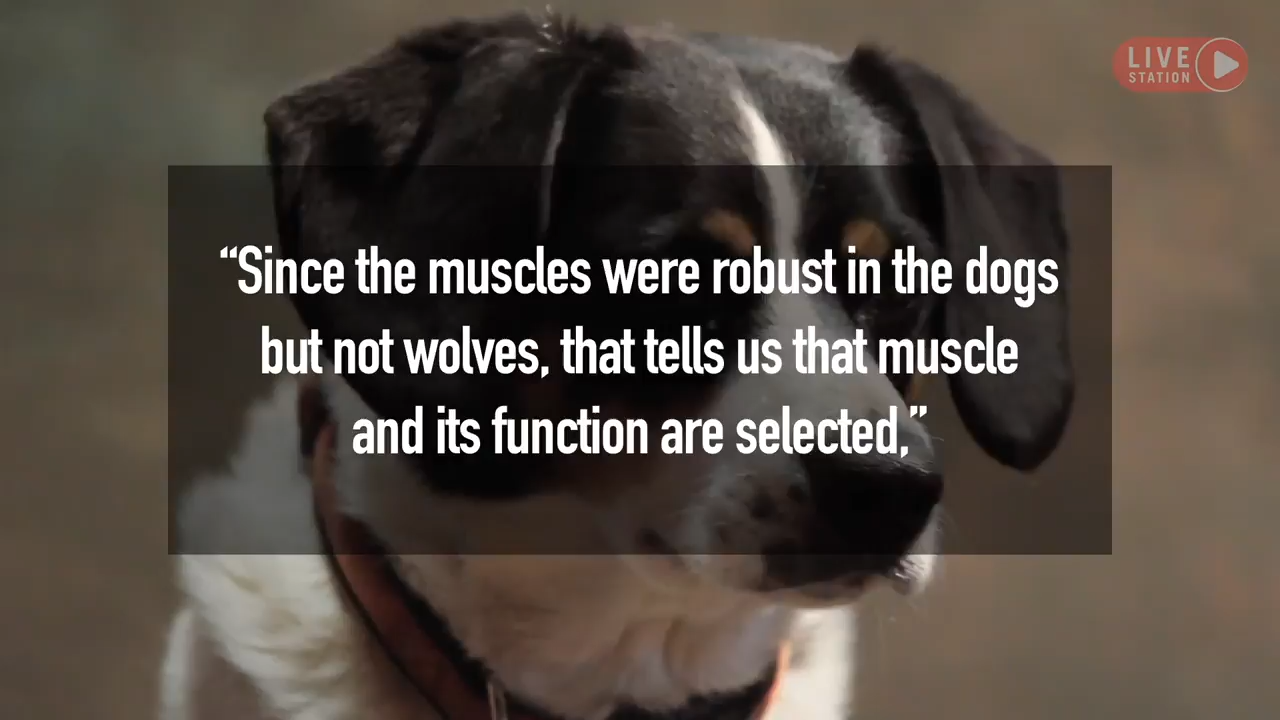 LIVE
STATION
“Since the muscles were robust in the dogs
but not wolves, that tells us that muscle
and its function are selected,”